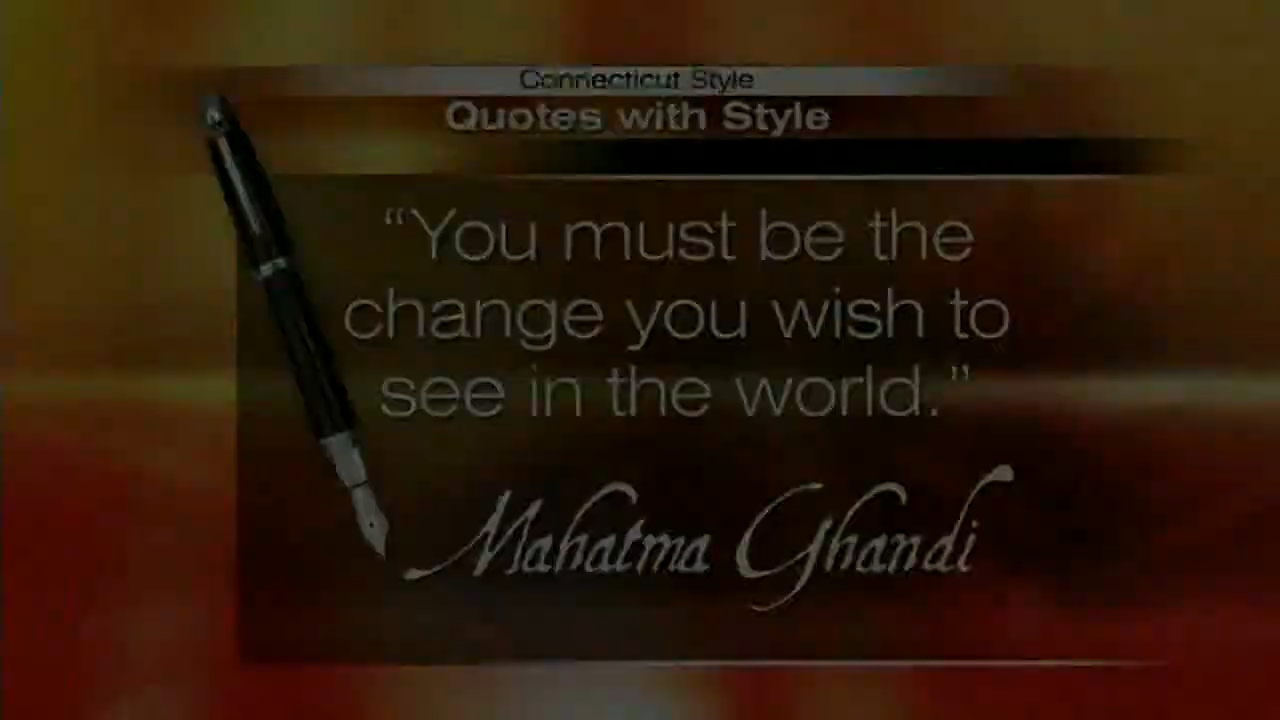 Connecticut Style
Quotes with Style
“You must be the
change you wish to
see in the world.”
Mahatma Ghandi